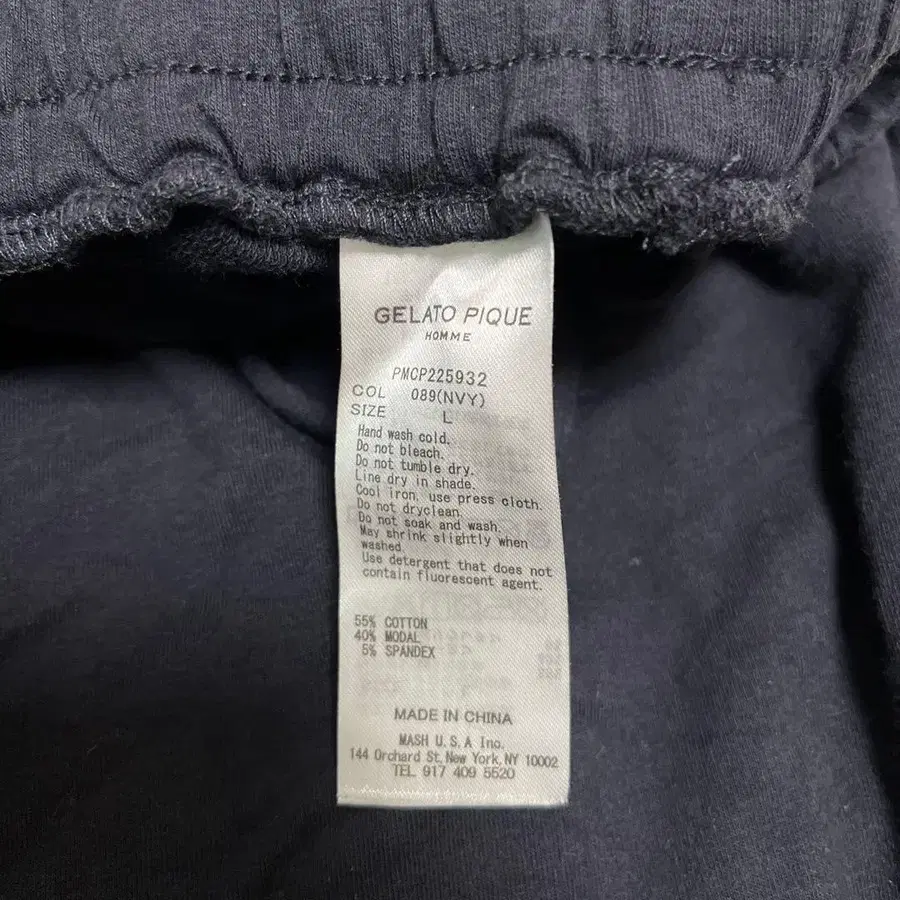 GELATO PIQUE
HOMME
PMCP225932
COL 089(NVY)
SIZE L
Hand wash cold.
Do not bleach.
Do not tumble dry.
Line dry in shade.
Cool iron, use press cloth.
Do not dryclean.
Do not soak and wash.
May shrink slightly when
washed.
Use detergent that does not
contain fluorescent agent.
55% COTTON
40% MODAL
5% SPANDEX
MADE IN CHINA
MASH U.S.A Inc.
144 Orchard St, New York, NY 10002
TEL 917 409 5520